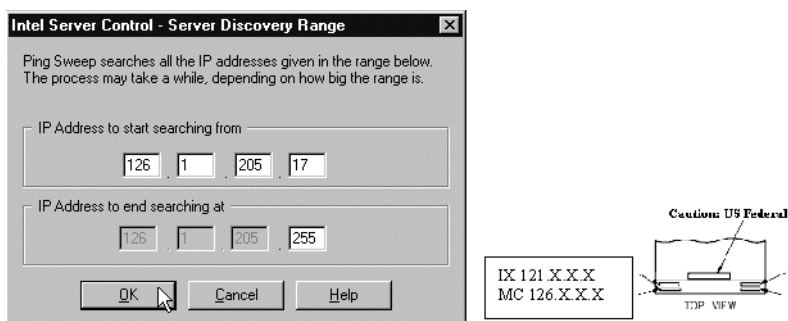 Intel Server Control - Server Discovery Range
Ping Sweep searches all the IP addresses given in the range below.
The process may take a while, depending on how big the range is.
IP Address to start searching from
126 . 1 . 205 . 17
IP Address to end searching at
126 . 1 . 205 . 255
OK Cancel Help
IX 121.X.X.X
MC 126.X.X.X
Caution: US Federal
TOP VIEW